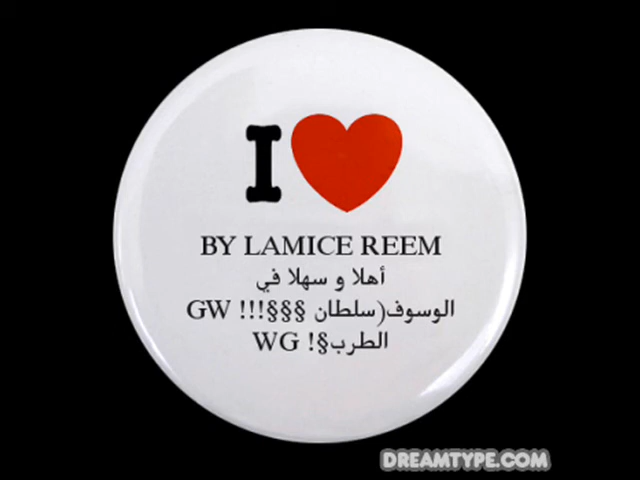 I
BY LAMICE REEM
أهلا و سهلا في
الوسوف(سلطان §§§!!! GW
الطرب§! WG
DREAMTYPE.COM